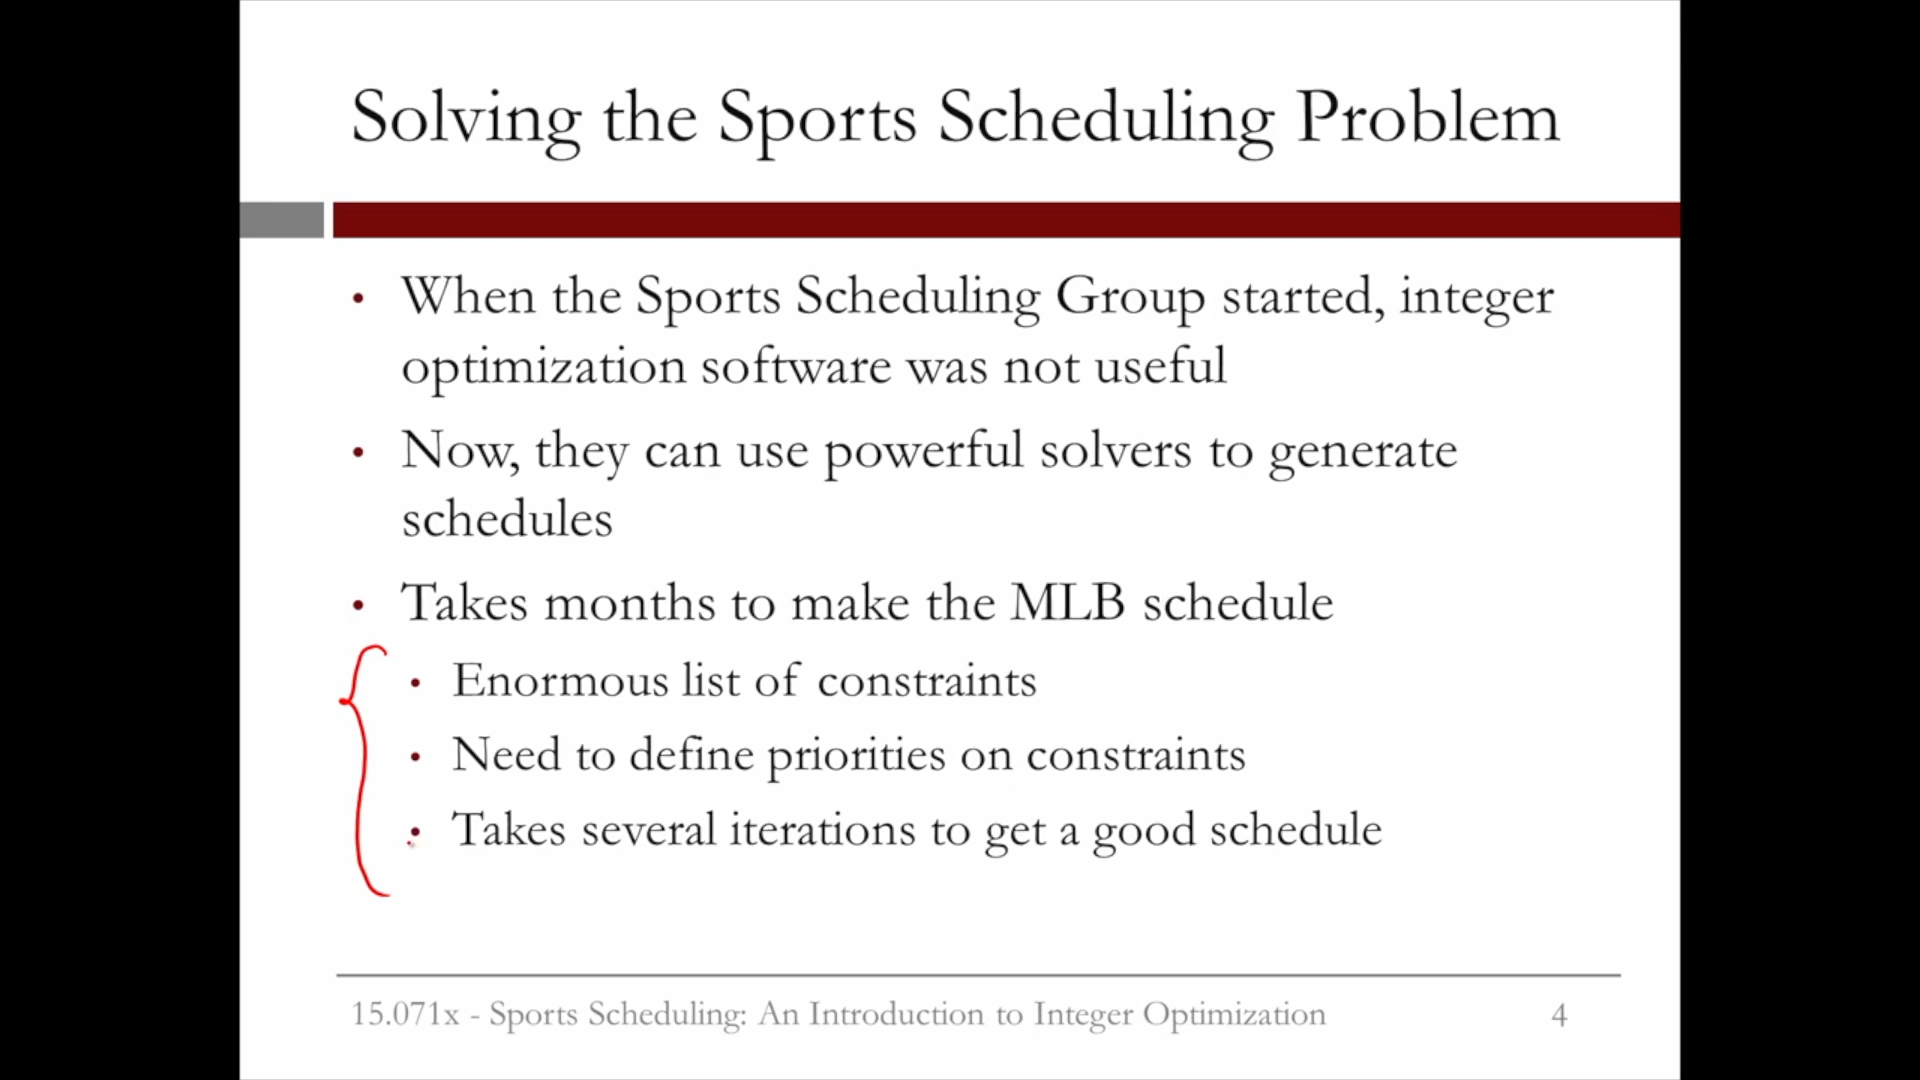 Solving the Sports Scheduling Problem
• When the Sports Scheduling Group started, integer
optimization software was not useful
• Now, they can use powerful solvers to generate
schedules
• Takes months to make the MLB schedule
• Enormous list of constraints
• Need to define priorities on constraints
• Takes several iterations to get a good schedule
15.071x - Sports Scheduling: An Introduction to Integer Optimization 4